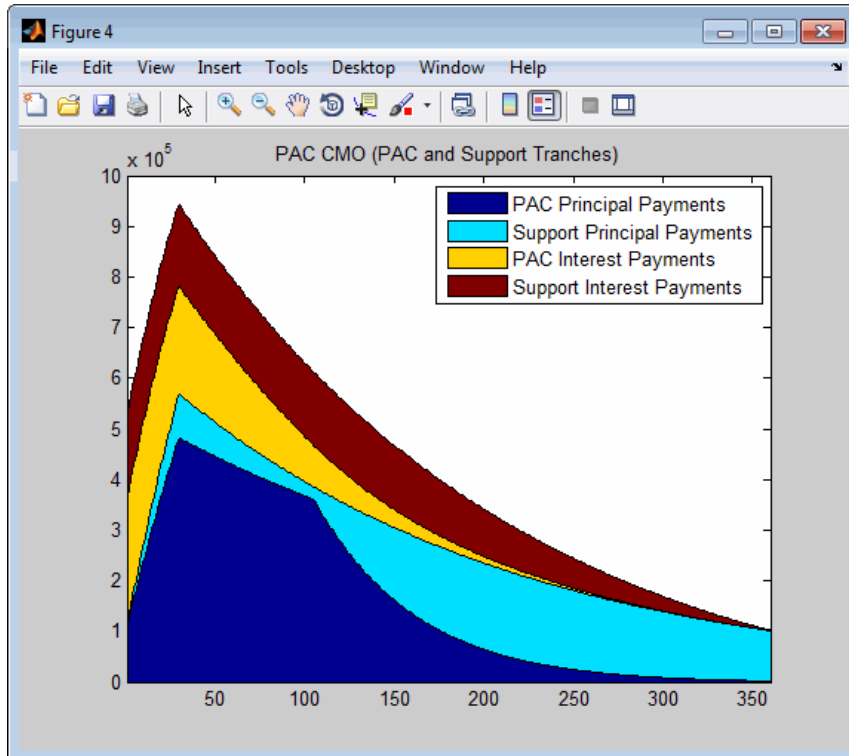 Figure 4
File Edit View Insert Tools Desktop Window Help
x 10^5
PAC CMO (PAC and Support Tranches)
10
9
8
7
6
5
4
3
2
1
0
PAC Principal Payments
Support Principal Payments
PAC Interest Payments
Support Interest Payments
50 100 150 200 250 300 350